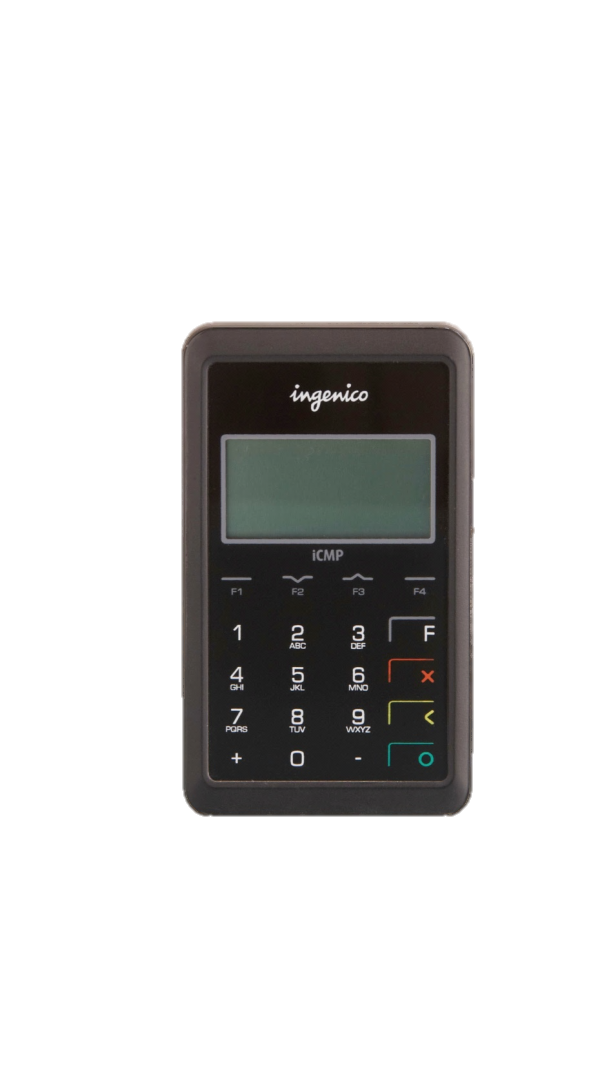 ingenico
iCMP
F1 F2 F3 F4
1 2 3 F
ABC DEF
4 5 6 ×
GHI JKL MNO
7 8 9 <
PQRS TUV WXYZ
+ 0 - O